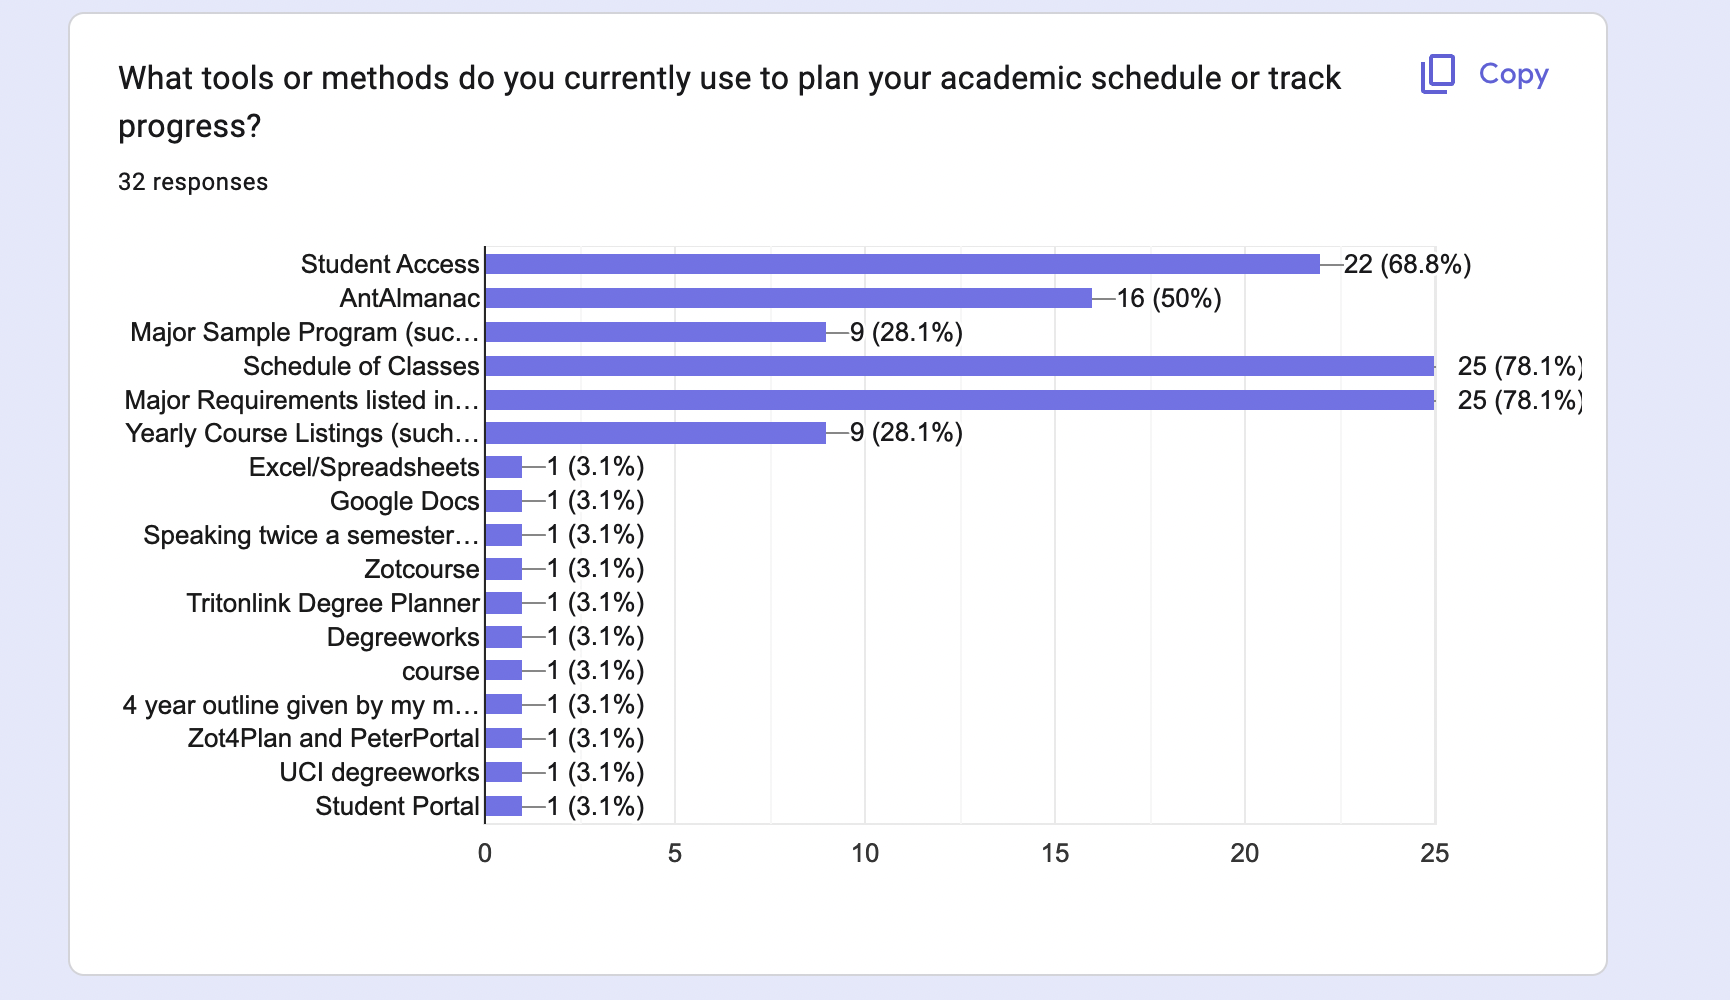 What tools or methods do you currently use to plan your academic schedule or track
progress?
Copy
32 responses
Student Access 22 (68.8%)
AntAlmanac 16 (50%)
Major Sample Program (suc... 9 (28.1%)
Schedule of Classes 25 (78.1%)
Major Requirements listed in... 25 (78.1%)
Yearly Course Listings (such... 9 (28.1%)
Excel/Spreadsheets 1 (3.1%)
Google Docs 1 (3.1%)
Speaking twice a semester... 1 (3.1%)
Zotcourse 1 (3.1%)
Tritonlink Degree Planner 1 (3.1%)
Degreeworks 1 (3.1%)
course 1 (3.1%)
4 year outline given by my m... 1 (3.1%)
Zot4Plan and PeterPortal 1 (3.1%)
UCI degreeworks 1 (3.1%)
Student Portal 1 (3.1%)
0 5 10 15 20 25